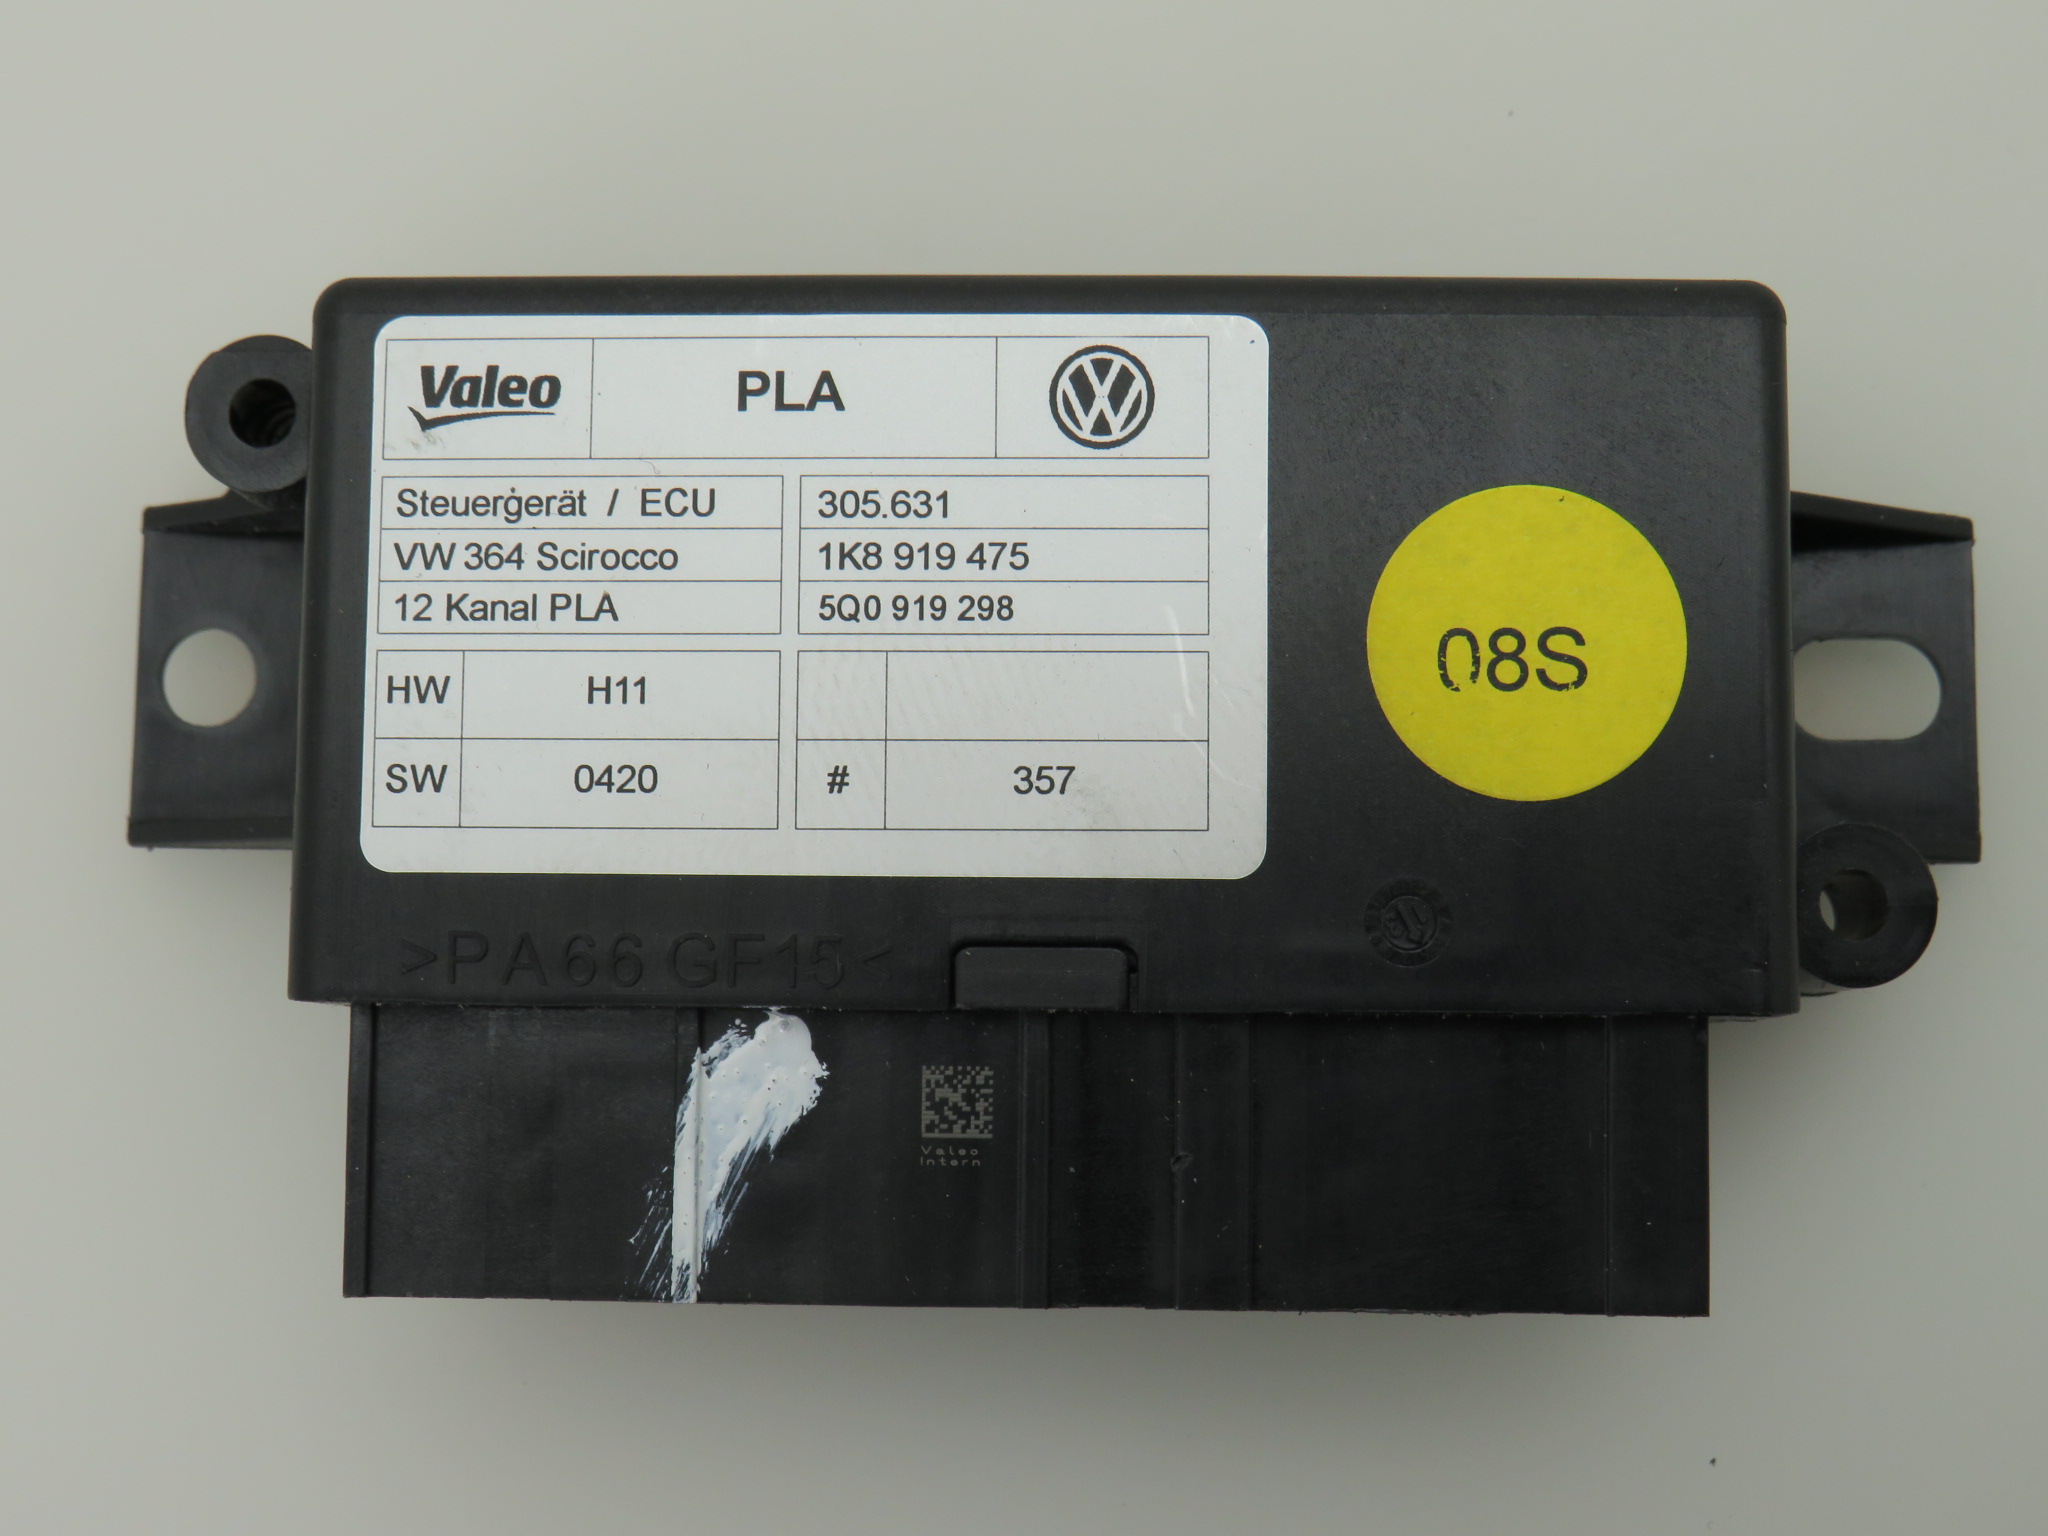 Valeo
PLA
Steuergerät / ECU
305.631
VW 364 Scirocco
1K8 919 475
12 Kanal PLA
5Q0 919 298
HW
H11
SW
0420
#
357
08S
>PA66 GF15<
Valeo
Intern